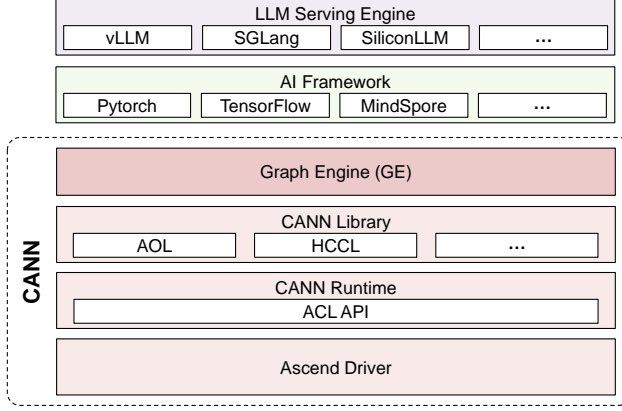 LLM Serving Engine
vLLM SGLang SiliconLLM ...
AI Framework
Pytorch TensorFlow MindSpore ...
CANN
Graph Engine (GE)
CANN Library
AOL HCCL ...
CANN Runtime
ACL API
Ascend Driver